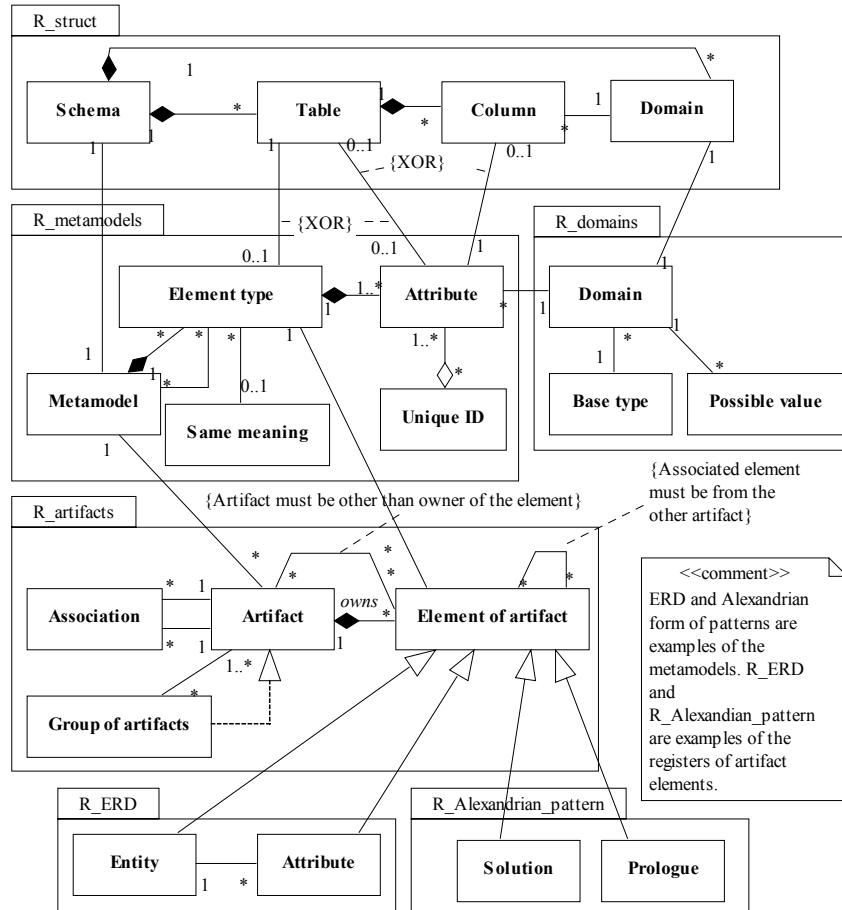 R_struct
1
*
Schema
Table
Column
Domain
1
*
1
*
*
1
1
1
0..1
{XOR}
0..1
1
R_metamodels
{XOR}
R_domains
0..1
0..1
1
1
Element type
1
1..*
Attribute
*
1
Domain
*
*
*
1
1..*
*
1
1
1
*
0..1
*
1
*
Metamodel
Same meaning
Unique ID
Base type
Possible value
1
{Artifact must be other than owner of the element}
{Associated element
must be from the
other artifact}
R_artifacts
*
*
*
*
*
*
*
1
owns
Association
Artifact
Element of artifact
*
1
1
*
1..*
*
Group of artifacts
<<comment>>
ERD and Alexandrian
form of patterns are
examples of the
metamodels. R_ERD
and
R_Alexandian_pattern
are examples of the
registers of artifact
elements.
R_ERD
R_Alexandrian_pattern
Entity
1
*
Attribute
Solution
Prologue